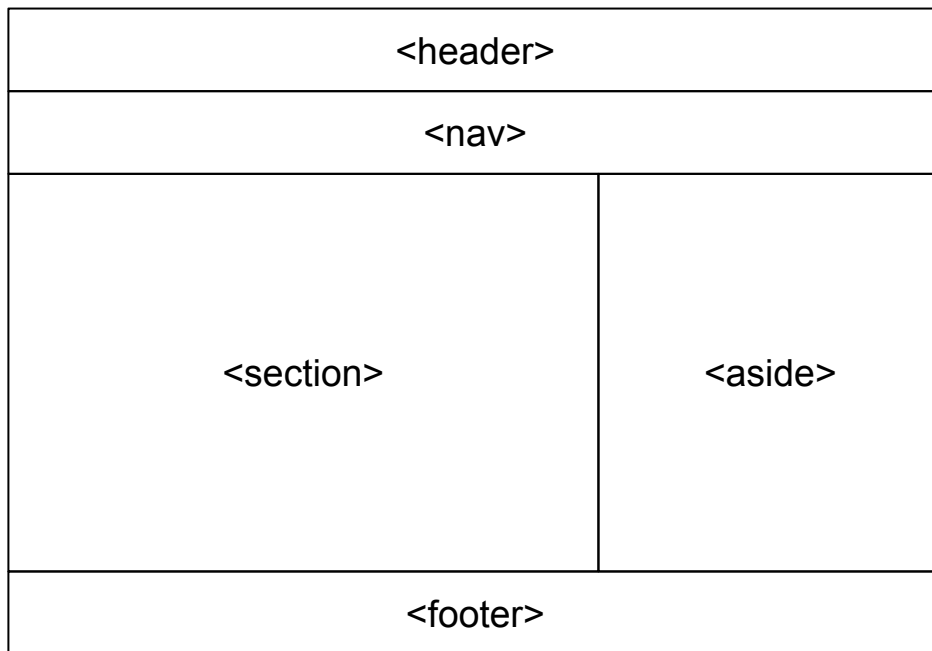 <header>
<nav>
<section>
<aside>
<footer>